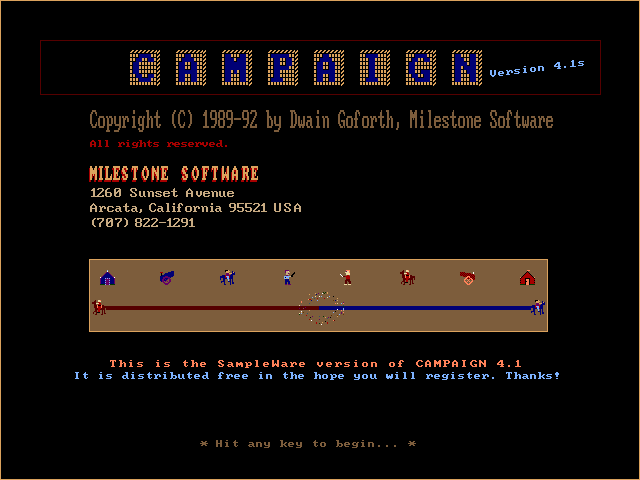 CAMPAIGN Version 4.1s
Copyright (C) 1989-92 by Dwain Goforth, Milestone Software
All rights reserved.
MILESTONE SOFTWARE
1260 Sunset Avenue
Arcata, California 95521 USA
(707) 822-1291
This is the SampleWare version of CAMPAIGN 4.1
It is distributed free in the hope you will register. Thanks!
* Hit any key to begin... *